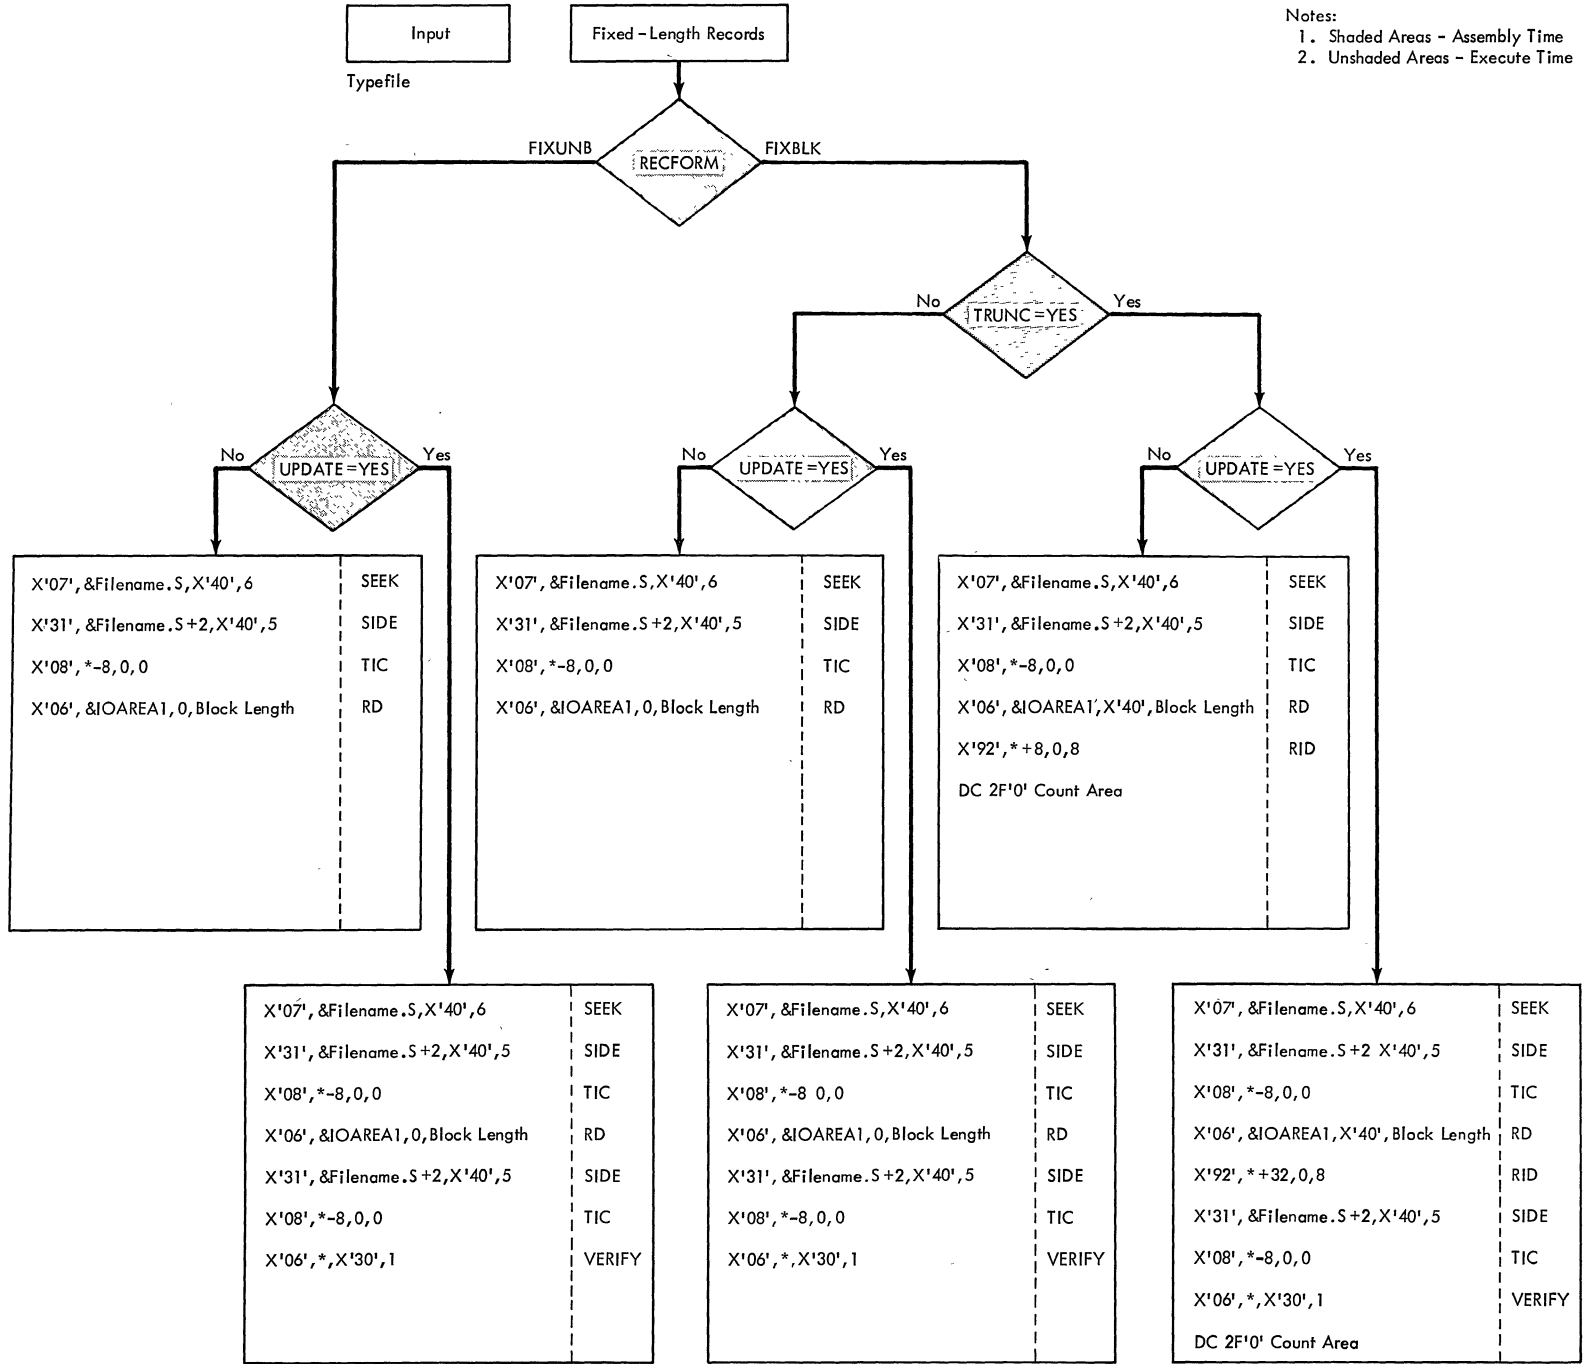 Input
Typefile
Fixed-Length Records
Notes:
1. Shaded Areas - Assembly Time
2. Unshaded Areas - Execute Time
FIXUNB
RECFORM
FIXBLK
No
TRUNC=YES
Yes
No
UPDATE=YES
Yes
No
UPDATE=YES
Yes
No
UPDATE=YES
Yes
X'07', &Filename.S,X'40',6 SEEK
X'31', &Filename.S+2,X'40',5 SIDE
X'08',*-8,0,0 TIC
X'06', &IOAREA1,0,Block Length RD
X'07', &Filename.S,X'40',6 SEEK
X'31', &Filename.S+2,X'40',5 SIDE
X'08',*-8,0,0 TIC
X'06', &IOAREA1,0,Block Length RD
X'07', &Filename.S,X'40',6 SEEK
X'31', &Filename.S+2,X'40',5 SIDE
X'08',*-8,0,0 TIC
X'06', &IOAREA1,X'40',Block Length RD
X'92',*+8,0,8 RID
DC 2F'0' Count Area
X'07', &Filename.S,X'40',6 SEEK
X'31', &Filename.S+2,X'40',5 SIDE
X'08',*-8,0,0 TIC
X'06', &IOAREA1,0,Block Length RD
X'31', &Filename.S+2,X'40',5 SIDE
X'08',*-8,0,0 TIC
X'06',*,X'30',1 VERIFY
X'07', &Filename.S,X'40',6 SEEK
X'31', &Filename.S+2,X'40',5 SIDE
X'08',*-8 0,0 TIC
X'06', &IOAREA1,0,Block Length RD
X'31', &Filename.S+2,X'40',5 SIDE
X'08',*-8,0,0 TIC
X'06',*,X'30',1 VERIFY
X'07', &Filename.S,X'40',6 SEEK
X'31', &Filename.S+2 X'40',5 SIDE
X'08',*-8,0,0 TIC
X'06', &IOAREA1,X'40',Block Length RD
X'92',*+32,0,8 RID
X'31', &Filename.S+2,X'40',5 SIDE
X'08',*-8,0,0 TIC
X'06',*,X'30',1 VERIFY
DC 2F'0' Count Area